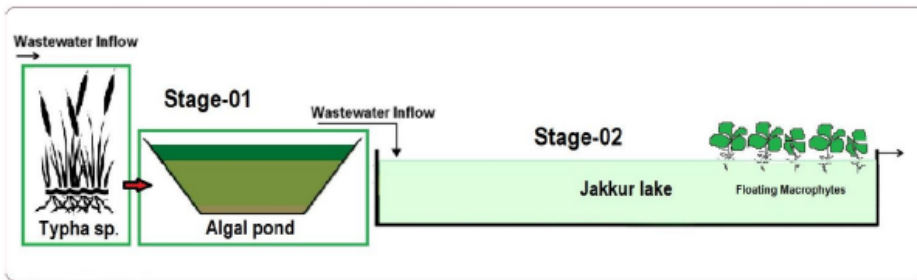 Wastewater Inflow
Stage-01
Wastewater Inflow
Stage-02
Typha sp.
Algal pond
Jakkur lake
Floating Macrophytes